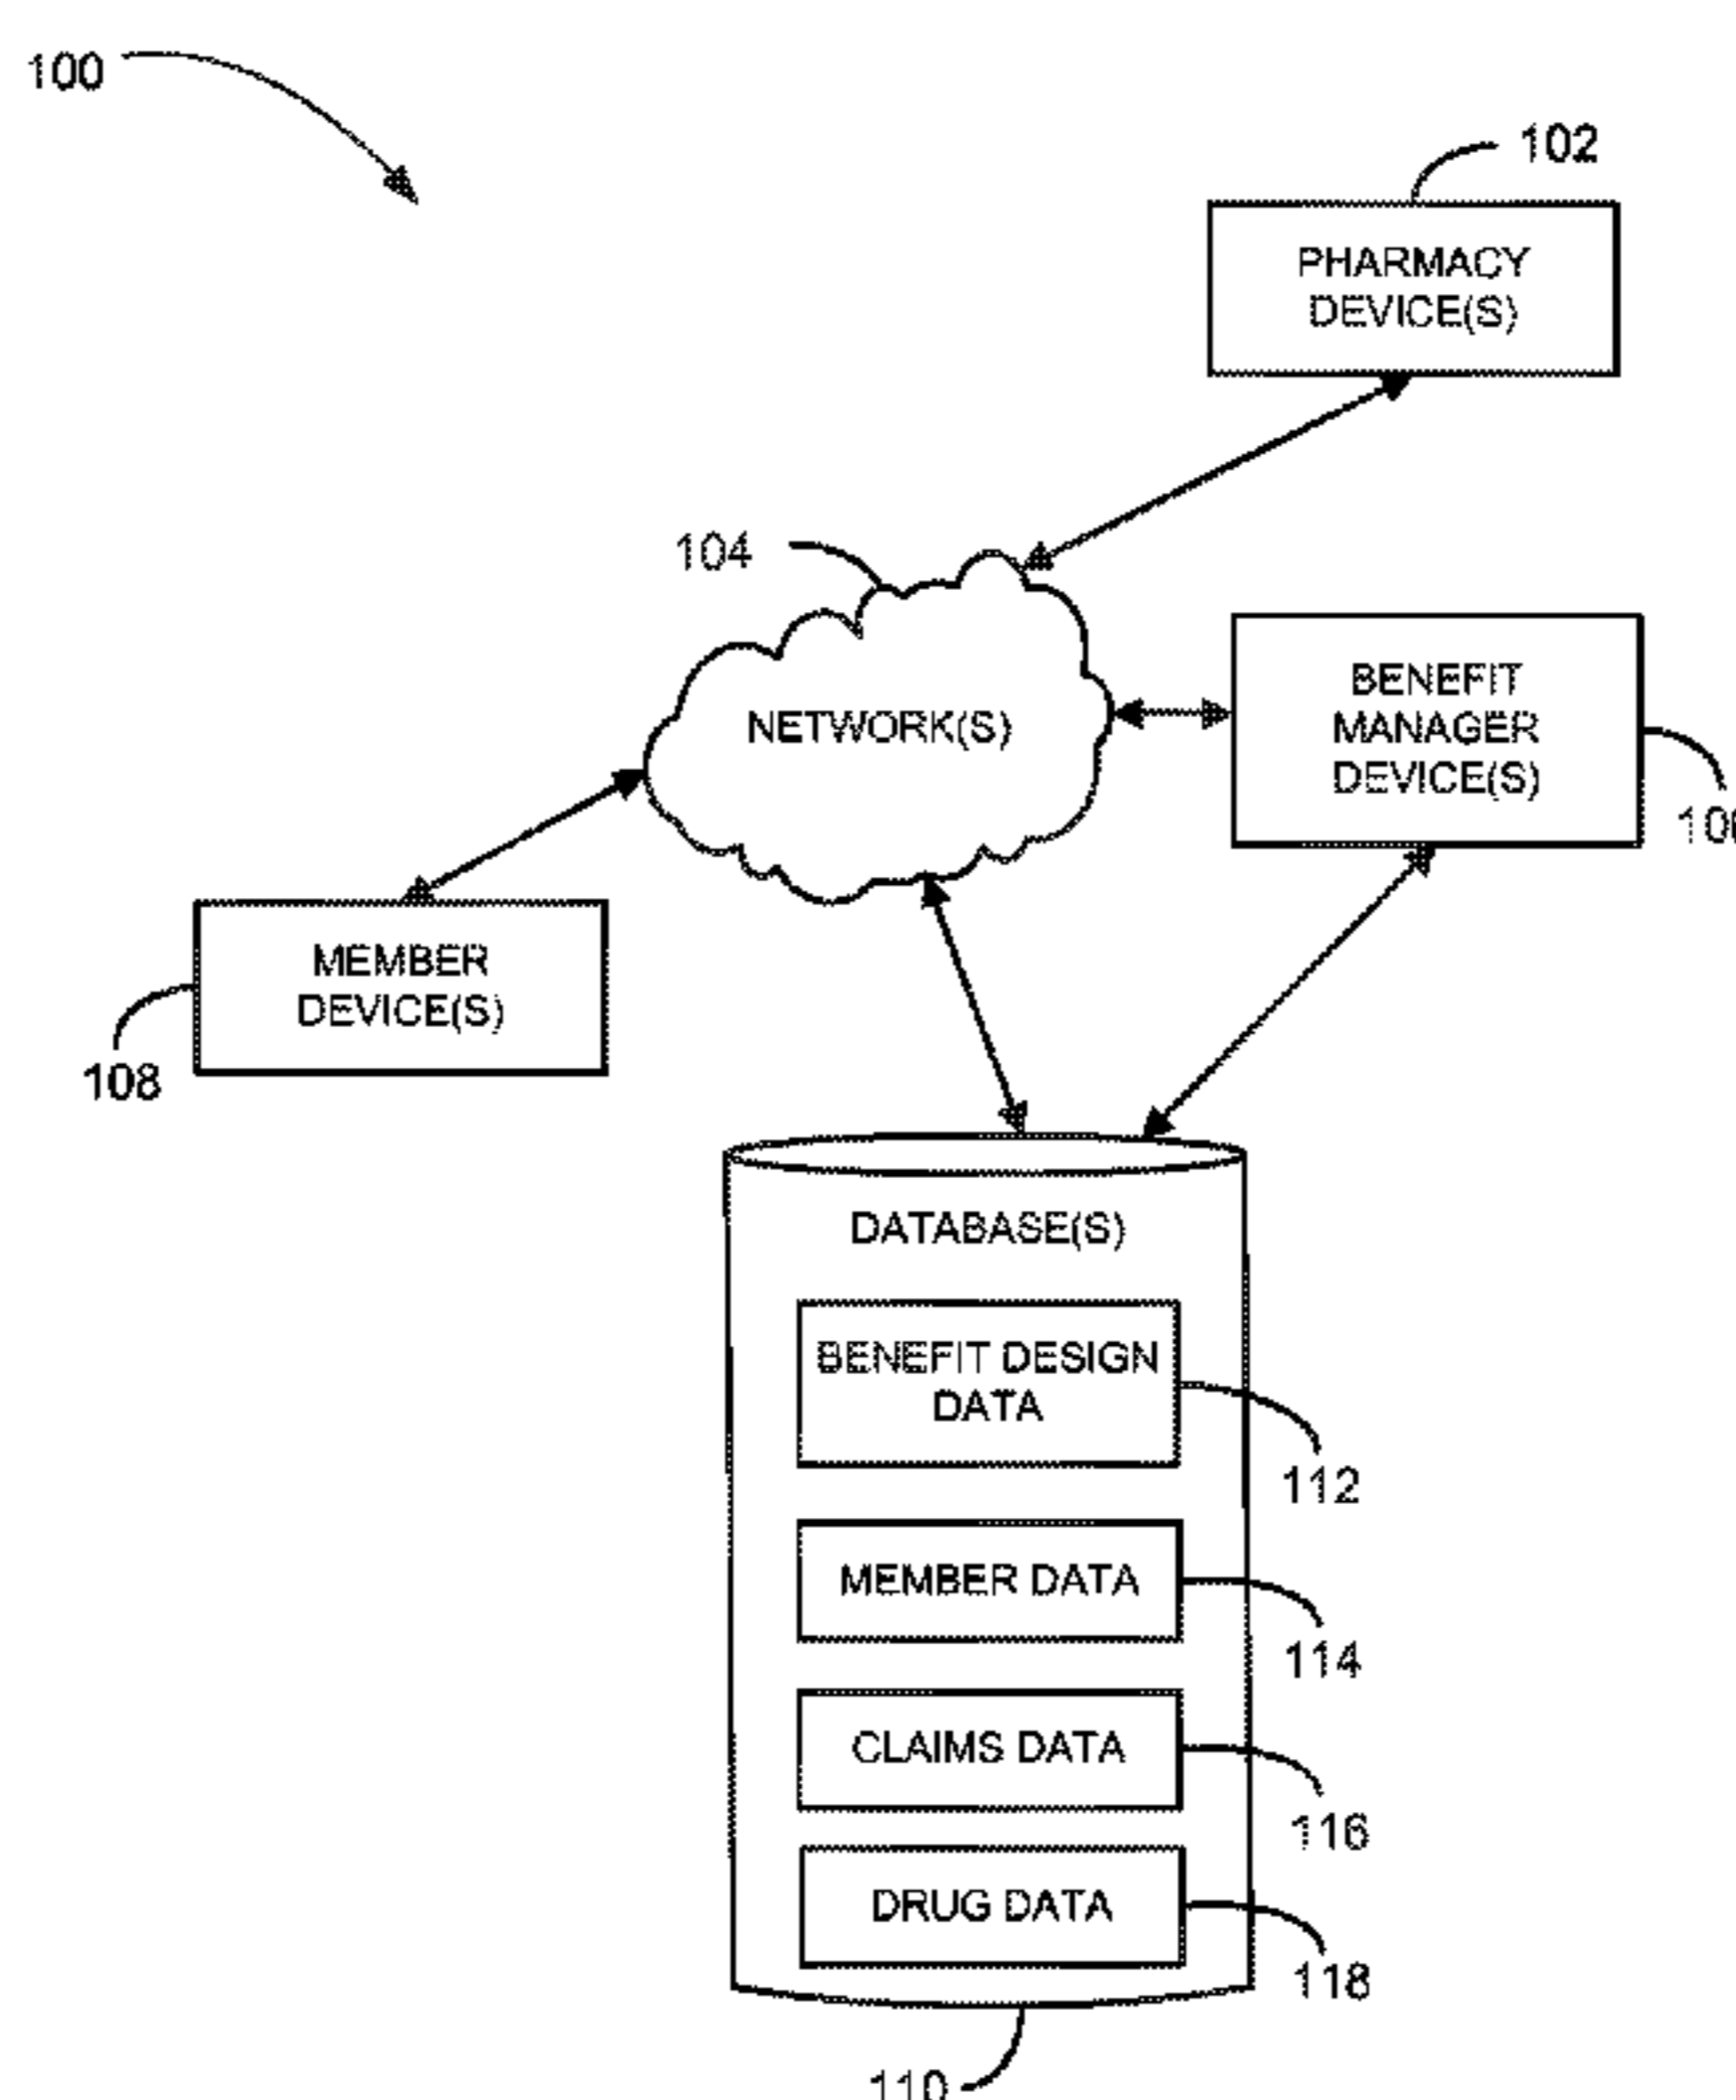 100
102
PHARMACY
DEVICE(S)
104
NETWORK(S)
BENEFIT
MANAGER
DEVICE(S)
MEMBER
DEVICE(S)
108
DATABASE(S)
BENEFIT DESIGN
DATA
112
MEMBER DATA
114
CLAIMS DATA
116
DRUG DATA
118
110